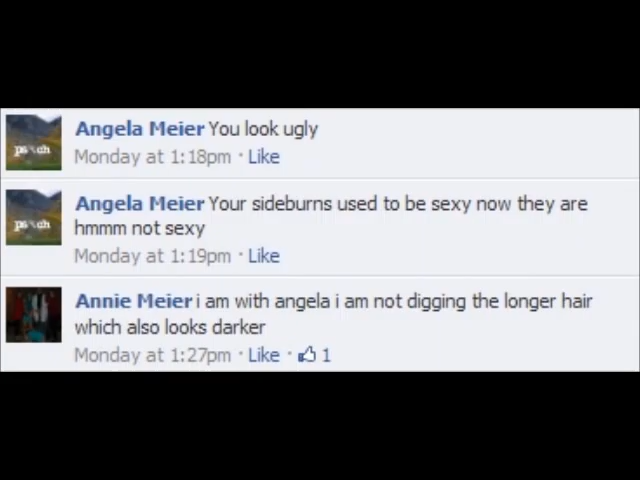 psych
Angela Meier You look ugly
Monday at 1:18pm · Like
psych
Angela Meier Your sideburns used to be sexy now they are
hmmm not sexy
Monday at 1:19pm · Like
Annie Meier i am with angela i am not digging the longer hair
which also looks darker
Monday at 1:27pm · Like · 1